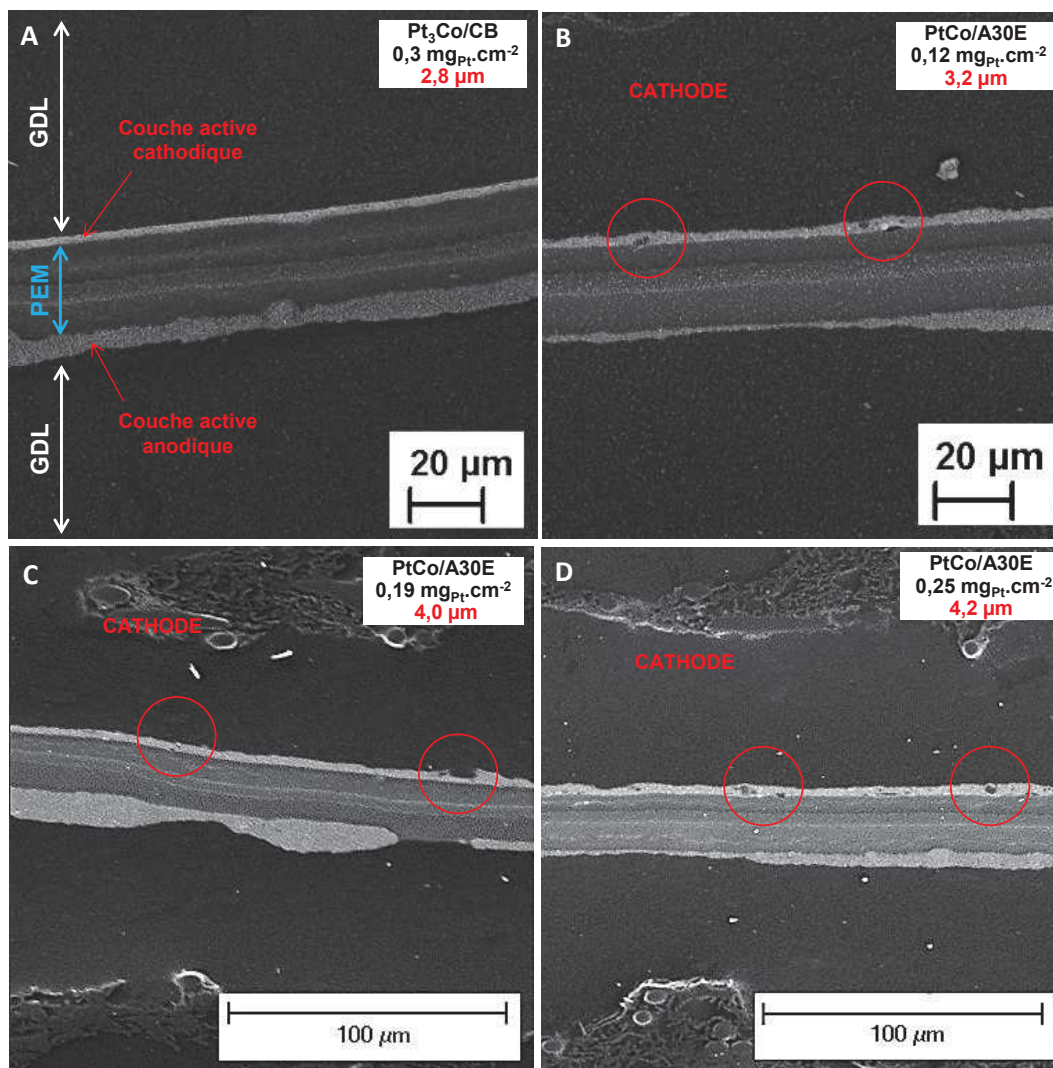 A
Pt₃Co/CB
0,3 mgPt.cm⁻²
2,8 µm
GDL
Couche active
cathodique
PEM
Couche active
anodique
GDL
20 µm
B
PtCo/A30E
0,12 mgPt.cm⁻²
3,2 µm
CATHODE
20 µm
C
PtCo/A30E
0,19 mgPt.cm⁻²
4,0 µm
CATHODE
100 µm
D
PtCo/A30E
0,25 mgPt.cm⁻²
4,2 µm
CATHODE
100 µm